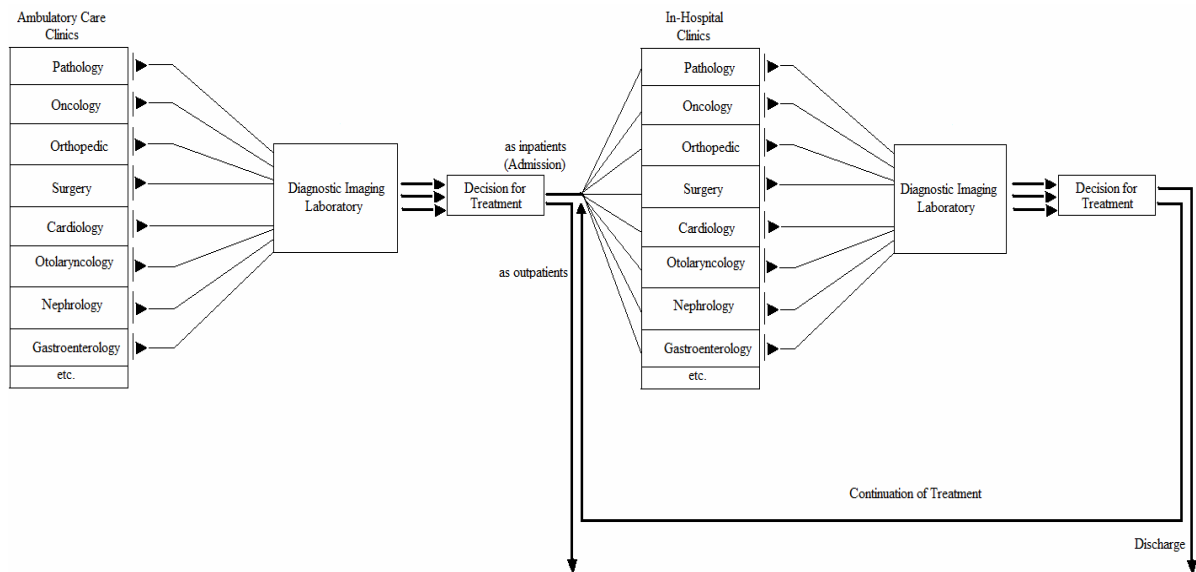 Ambulatory Care
Clinics
Pathology
Oncology
Orthopedic
Surgery
Cardiology
Otolaryncology
Nephrology
Gastroenterology
etc.
Diagnostic Imaging
Laboratory
Decision for
Treatment
as inpatients
(Admission)
as outpatients
In-Hospital
Clinics
Pathology
Oncology
Orthopedic
Surgery
Cardiology
Otolaryncology
Nephrology
Gastroenterology
etc.
Diagnostic Imaging
Laboratory
Decision for
Treatment
Continuation of Treatment
Discharge